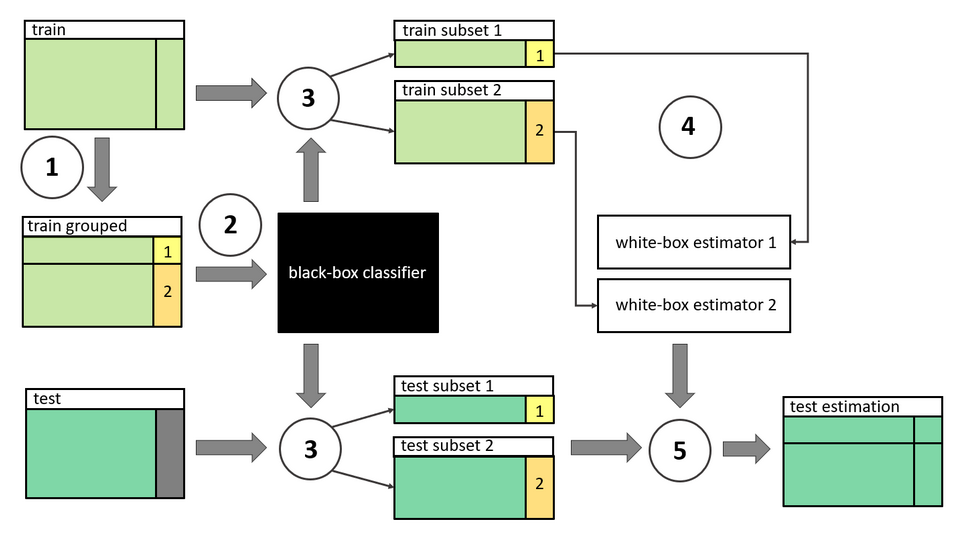 train
train subset 1
1
train subset 2
3
2
4
1
train grouped
1
2
2
black-box classifier
white-box estimator 1
white-box estimator 2
test
test subset 1
1
3
test subset 2
2
5
test estimation